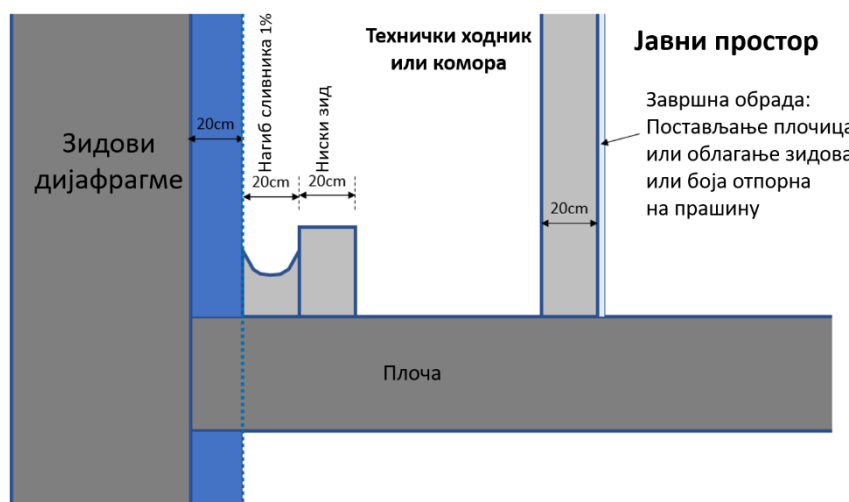 Технички ходник
или комора
Јавни простор
Завршна обрада:
Постављање плочица
или облагање зидова
или боја отпорна
на прашину
Нагиб сливника 1%
Ниски зид
Зидови
дијафрагме
20cm
20cm
20cm
20cm
Плоча